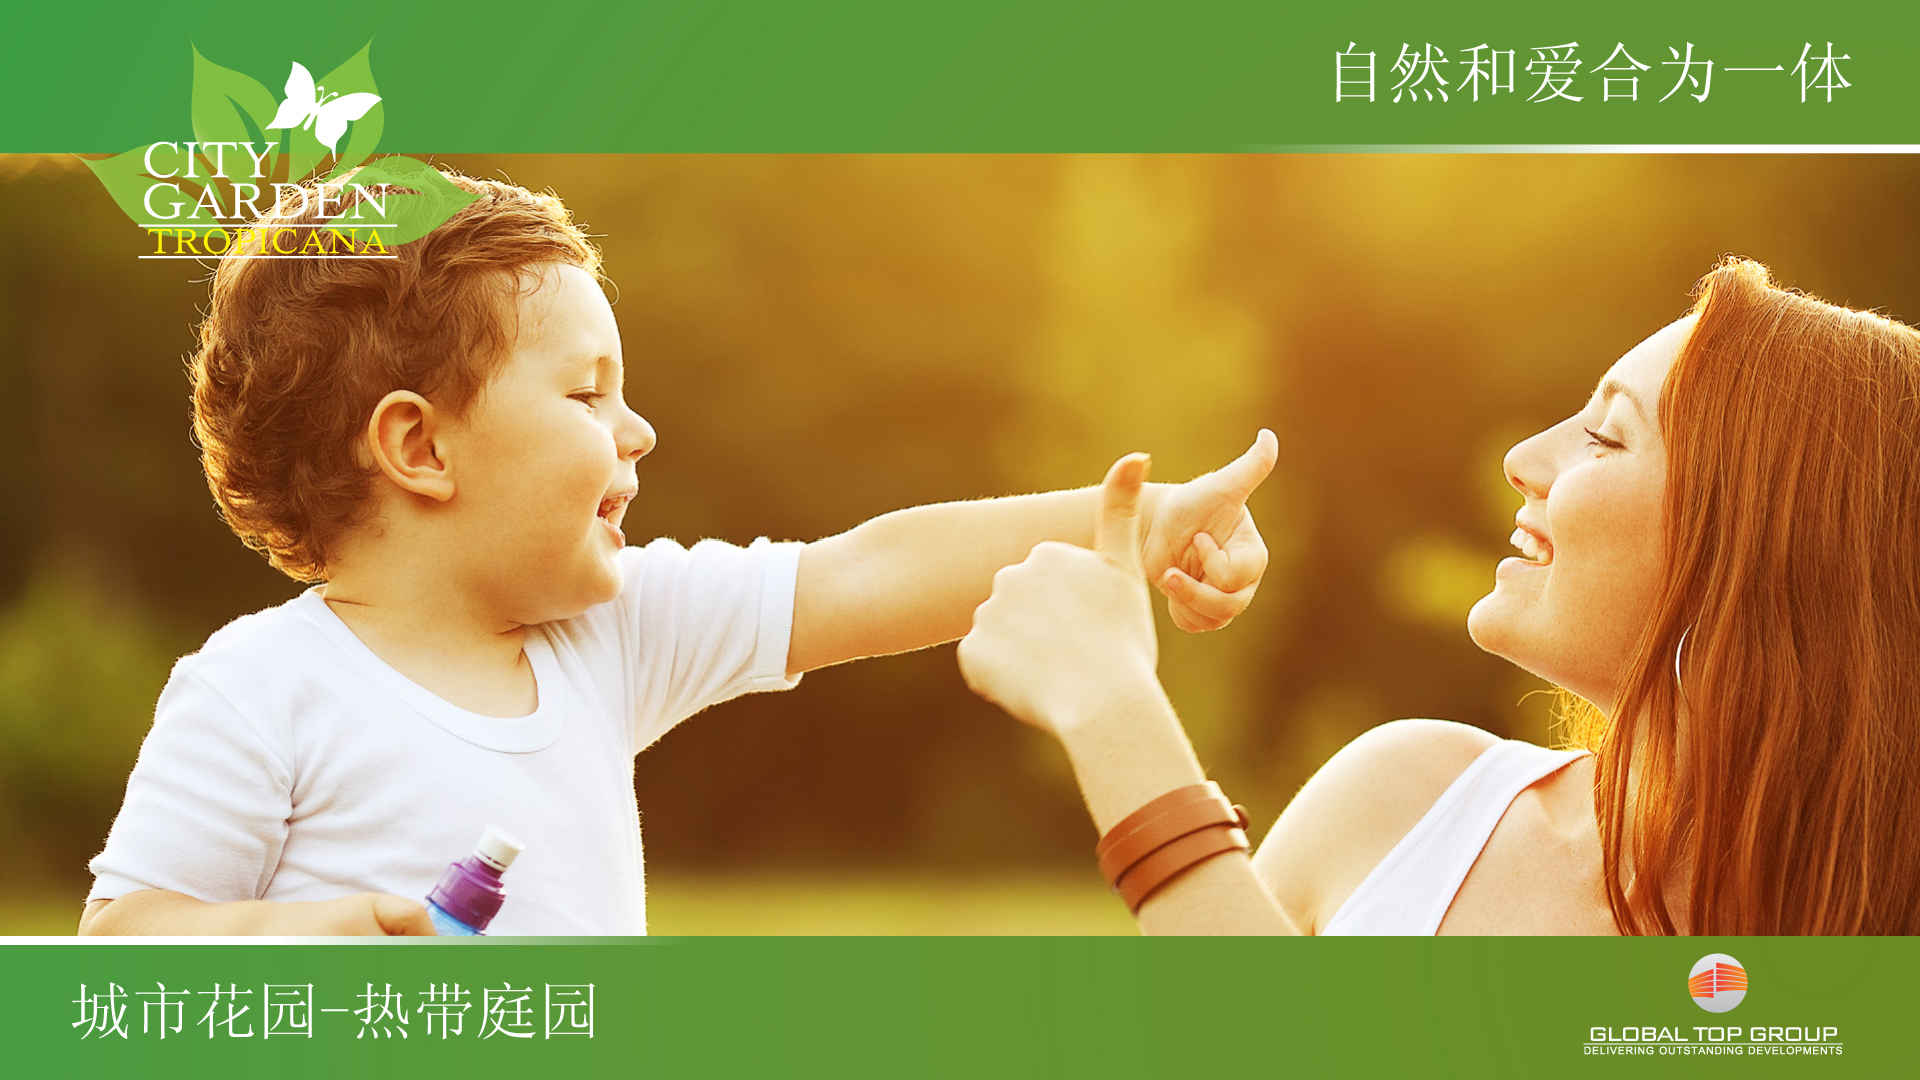 自然和爱合为一体
CITY
GARDEN
TROPICANA
城市花园-热带庭园
GLOBAL TOP GROUP
DELIVERING OUTSTANDING DEVELOPMENTS